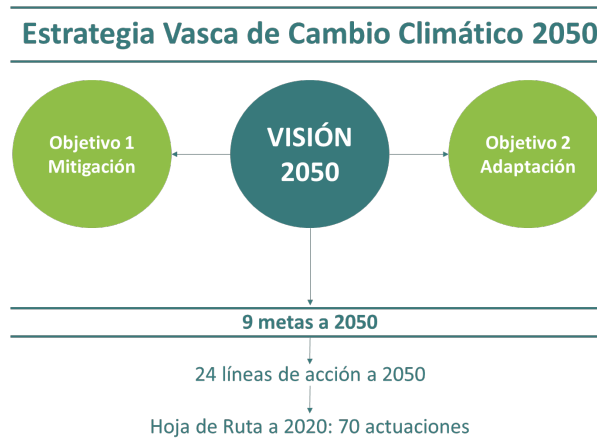 Estrategia Vasca de Cambio Climático 2050
Objetivo 1
Mitigación
VISIÓN
2050
Objetivo 2
Adaptación
9 metas a 2050
24 líneas de acción a 2050
Hoja de Ruta a 2020: 70 actuaciones